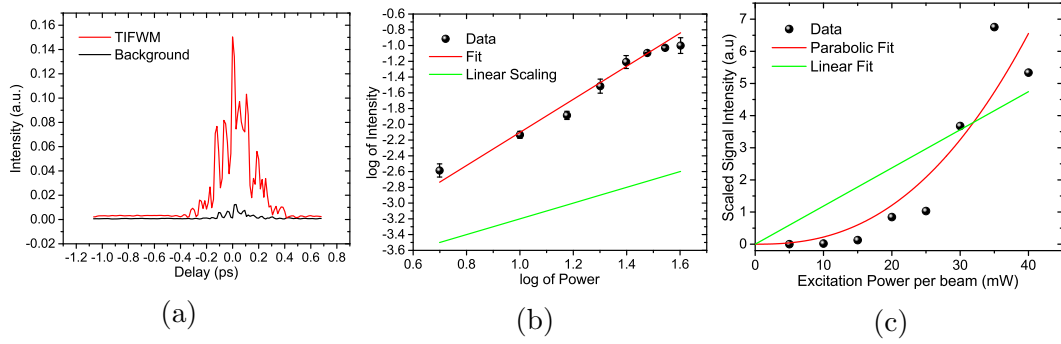 TIFWM
Background
Intensity (a.u.)
0.16
0.14
0.12
0.10
0.08
0.06
0.04
0.02
0.00
-0.02
-1.2 -1.0 -0.8 -0.6 -0.4 -0.2 0.0 0.2 0.4 0.6 0.8
Delay (ps)
(a)
Data
Fit
Linear Scaling
log of Intensity
-0.6
-0.8
-1.0
-1.2
-1.4
-1.6
-1.8
-2.0
-2.2
-2.4
-2.6
-2.8
-3.0
-3.2
-3.4
-3.6
0.6 0.8 1.0 1.2 1.4 1.6
log of Power
(b)
Data
Parabolic Fit
Linear Fit
Scaled Signal Intensity (a.u)
7
6
5
4
3
2
1
0
0 10 20 30 40
Excitation Power per beam (mW)
(c)